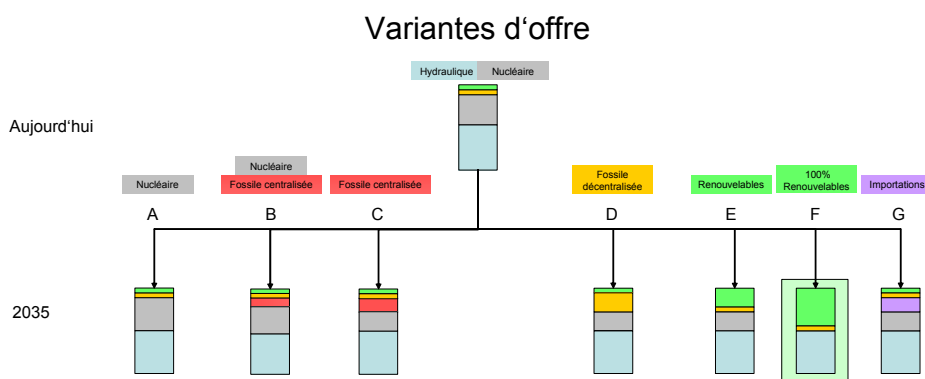 Variantes d‘offre
Hydraulique Nucléaire
Aujourd‘hui
Nucléaire
Nucléaire
Fossile centralisée
Fossile centralisée
Fossile
décentralisée
Renouvelables
100%
Renouvelables
Importations
A B C D E F G
2035